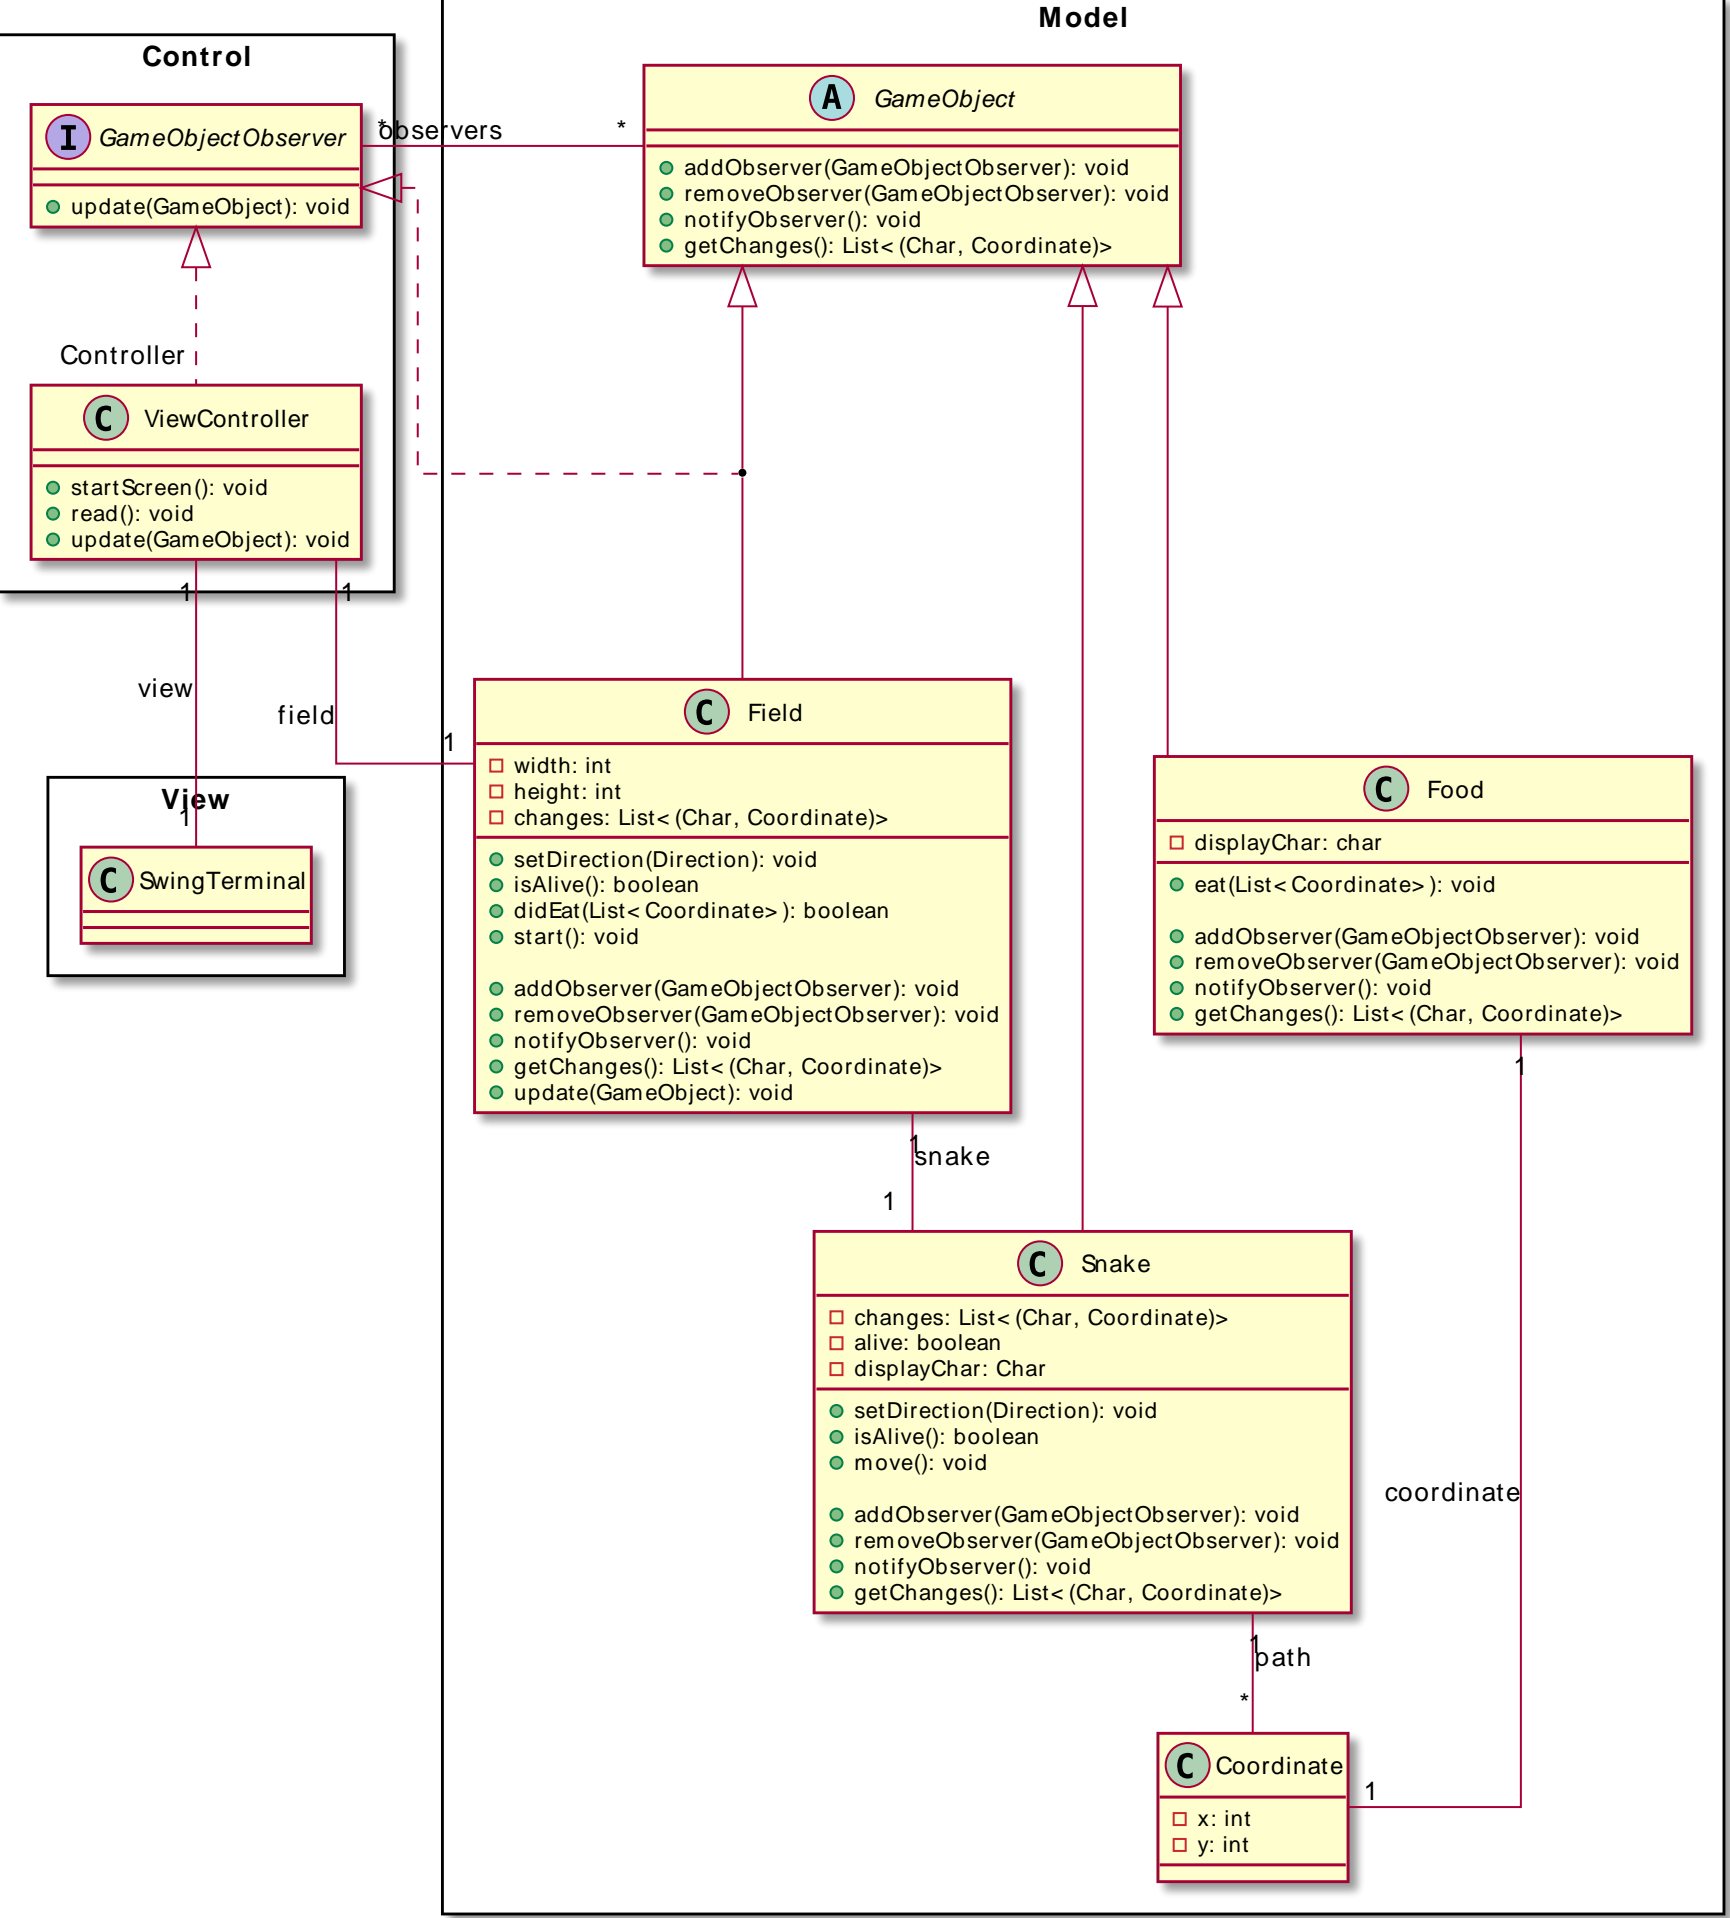 Model
Control
A GameObject
addObserver(GameObjectObserver): void
removeObserver(GameObjectObserver): void
notifyObserver(): void
getChanges(): List<(Char, Coordinate)>
I GameObjectObserver
update(GameObject): void
* observers *
Controller
C ViewController
startScreen(): void
read(): void
update(GameObject): void
1
1
view
field
1
1
View
C SwingTerminal
C Field
width: int
height: int
changes: List<(Char, Coordinate)>
setDirection(Direction): void
isAlive(): boolean
didEat(List<Coordinate>): boolean
start(): void
addObserver(GameObjectObserver): void
removeObserver(GameObjectObserver): void
notifyObserver(): void
getChanges(): List<(Char, Coordinate)>
update(GameObject): void
C Food
displayChar: char
eat(List<Coordinate>): void
addObserver(GameObjectObserver): void
removeObserver(GameObjectObserver): void
notifyObserver(): void
getChanges(): List<(Char, Coordinate)>
1
1
snake
1
C Snake
changes: List<(Char, Coordinate)>
alive: boolean
displayChar: Char
setDirection(Direction): void
isAlive(): boolean
move(): void
addObserver(GameObjectObserver): void
removeObserver(GameObjectObserver): void
notifyObserver(): void
getChanges(): List<(Char, Coordinate)>
coordinate
1
path
*
C Coordinate
x: int
y: int
1